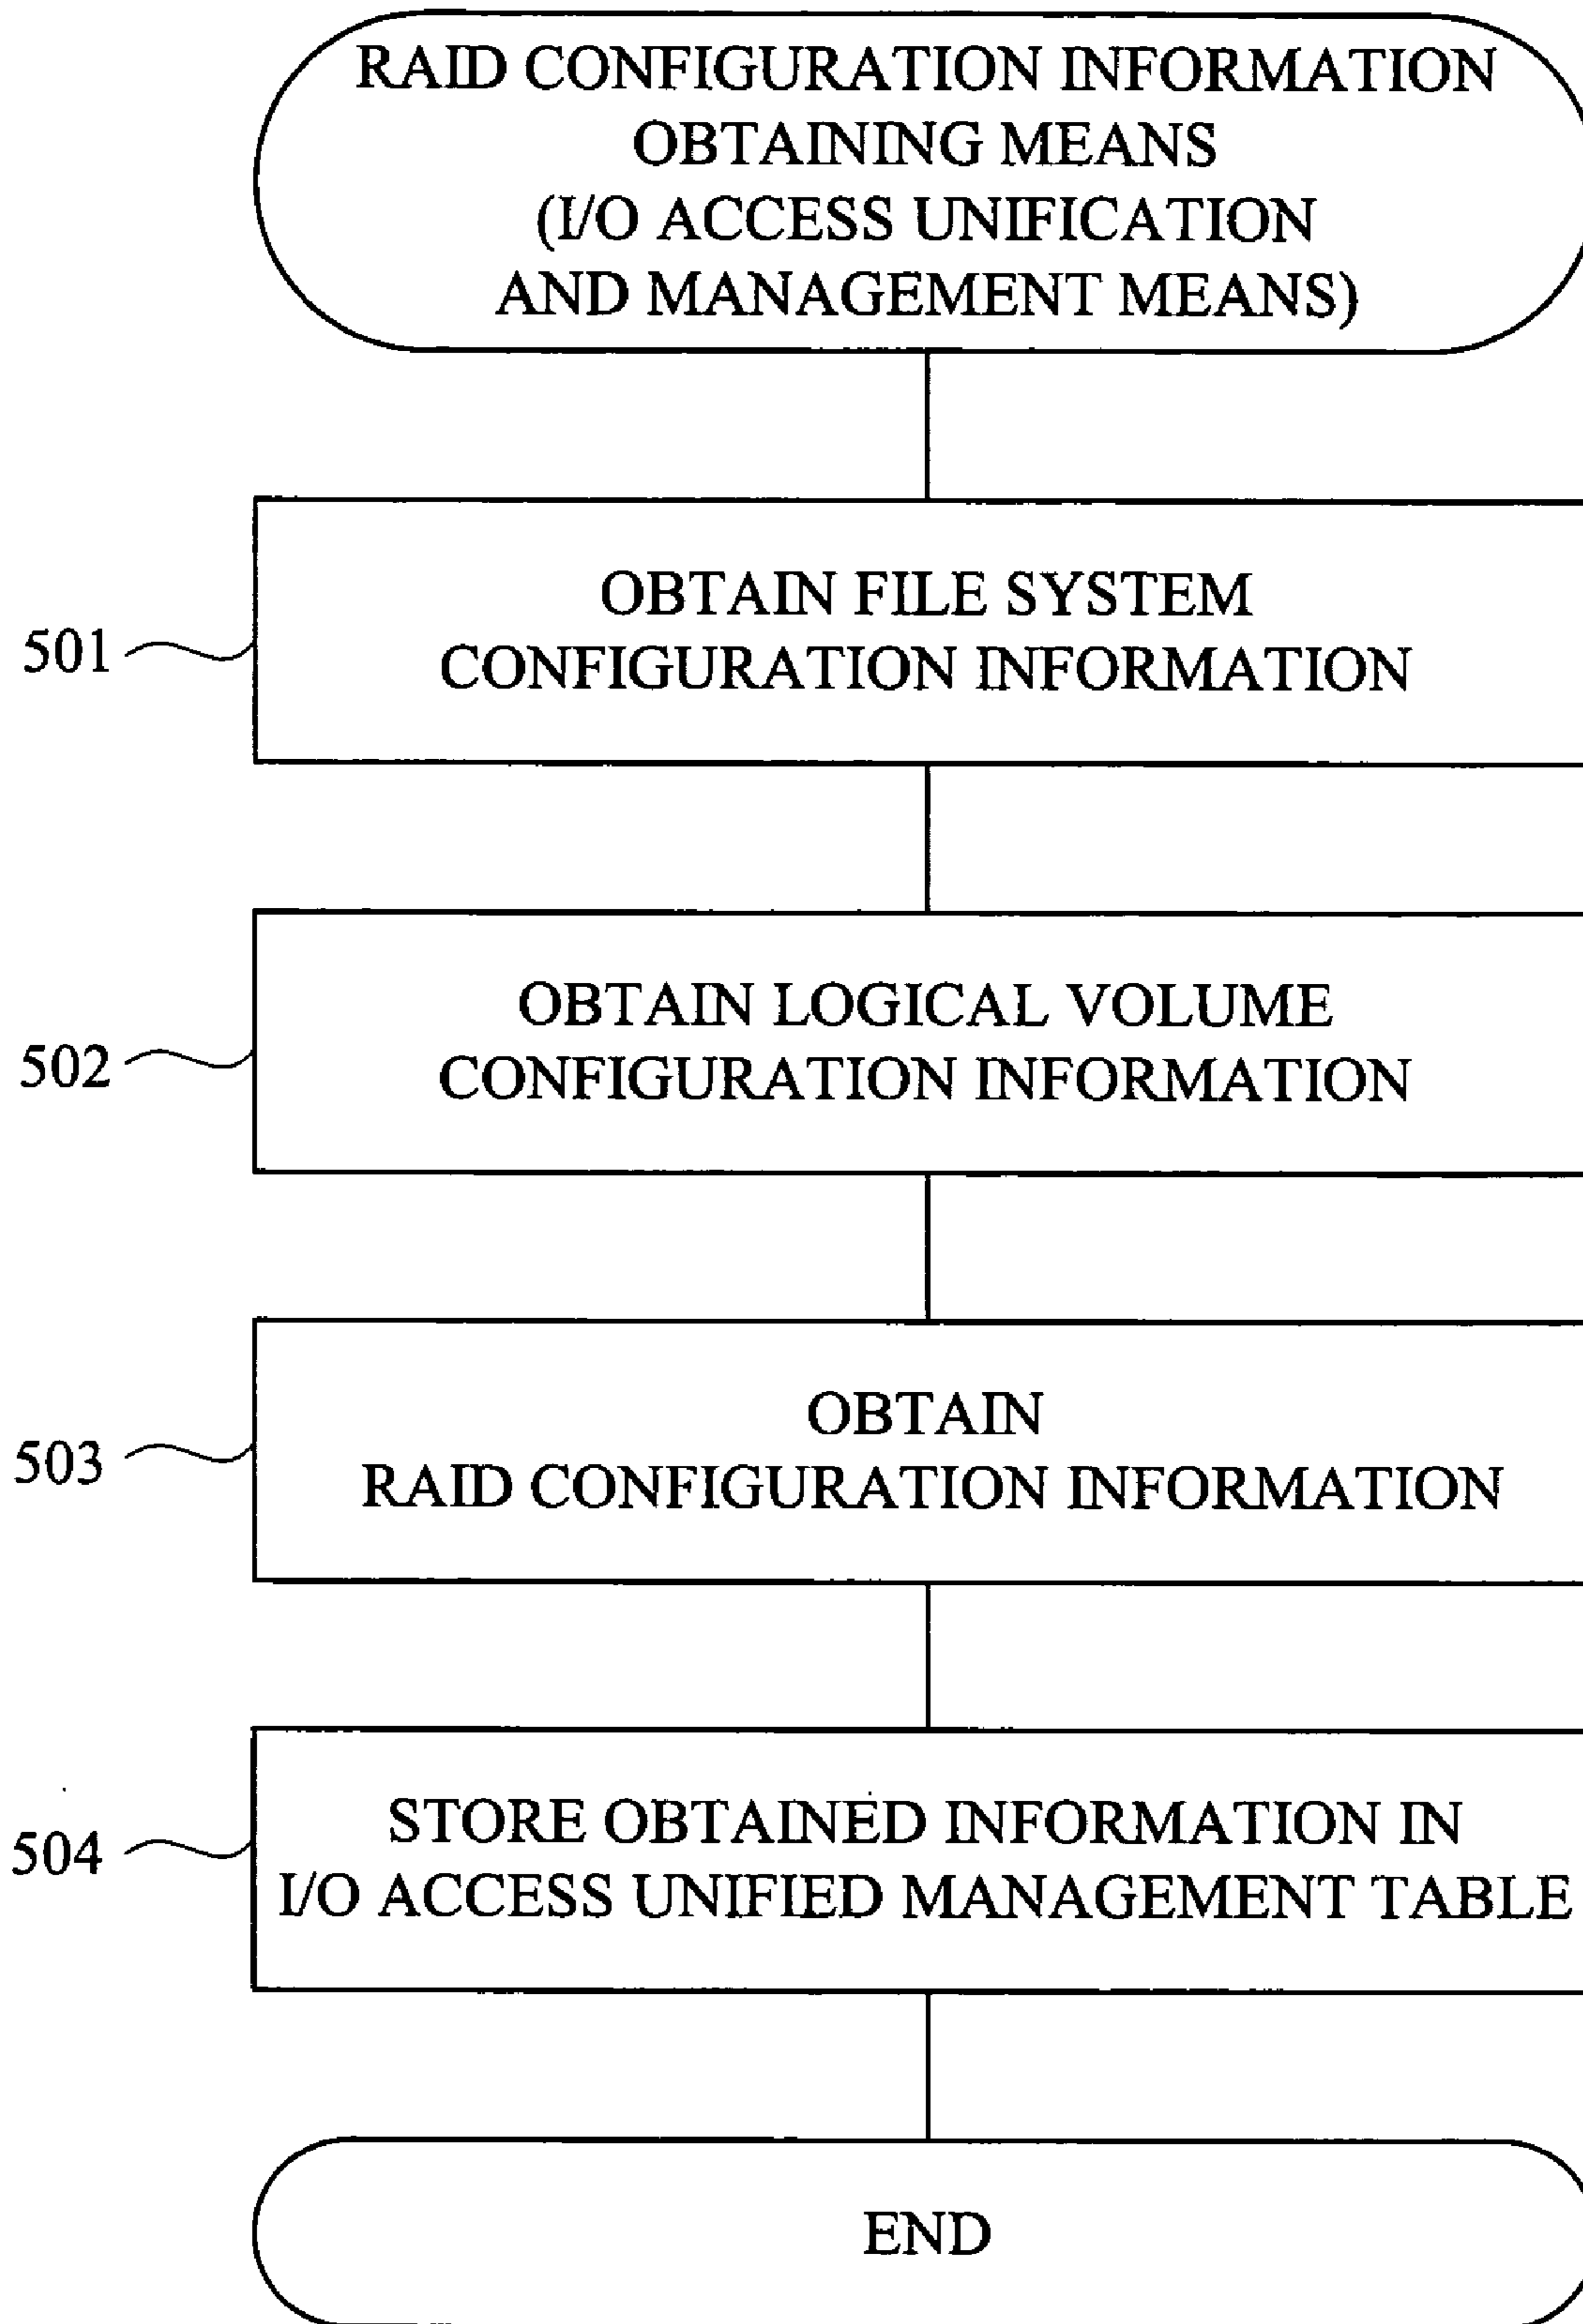 RAID CONFIGURATION INFORMATION
OBTAINING MEANS
(I/O ACCESS UNIFICATION
AND MANAGEMENT MEANS)
501
OBTAIN FILE SYSTEM
CONFIGURATION INFORMATION
502
OBTAIN LOGICAL VOLUME
CONFIGURATION INFORMATION
503
OBTAIN
RAID CONFIGURATION INFORMATION
504
STORE OBTAINED INFORMATION IN
I/O ACCESS UNIFIED MANAGEMENT TABLE
END